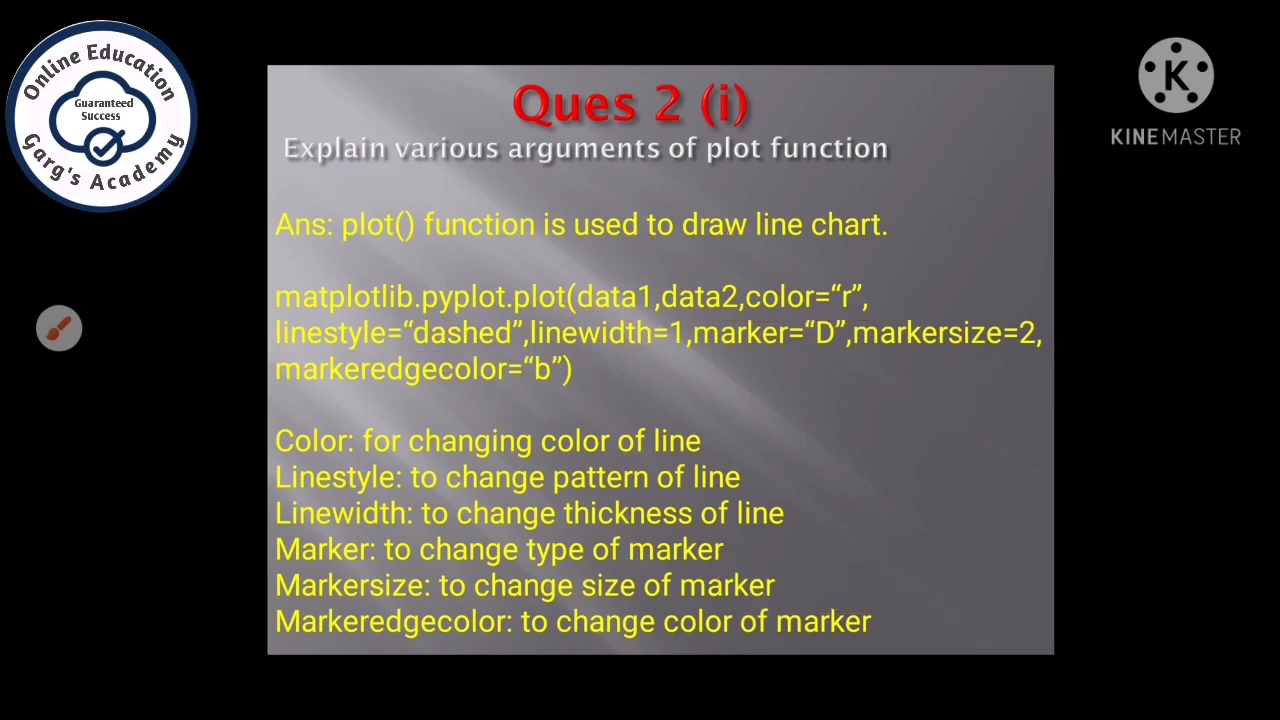 Online Education
Guaranteed
Success
Garg's Academy
K
KINEMASTER
Ques 2 (i)
Explain various arguments of plot function
Ans: plot() function is used to draw line chart.
matplotlib.pyplot.plot(data1,data2,color=“r”,
linestyle=“dashed”,linewidth=1,marker=“D”,markersize=2,
markeredgecolor=“b”)
Color: for changing color of line
Linestyle: to change pattern of line
Linewidth: to change thickness of line
Marker: to change type of marker
Markersize: to change size of marker
Markeredgecolor: to change color of marker